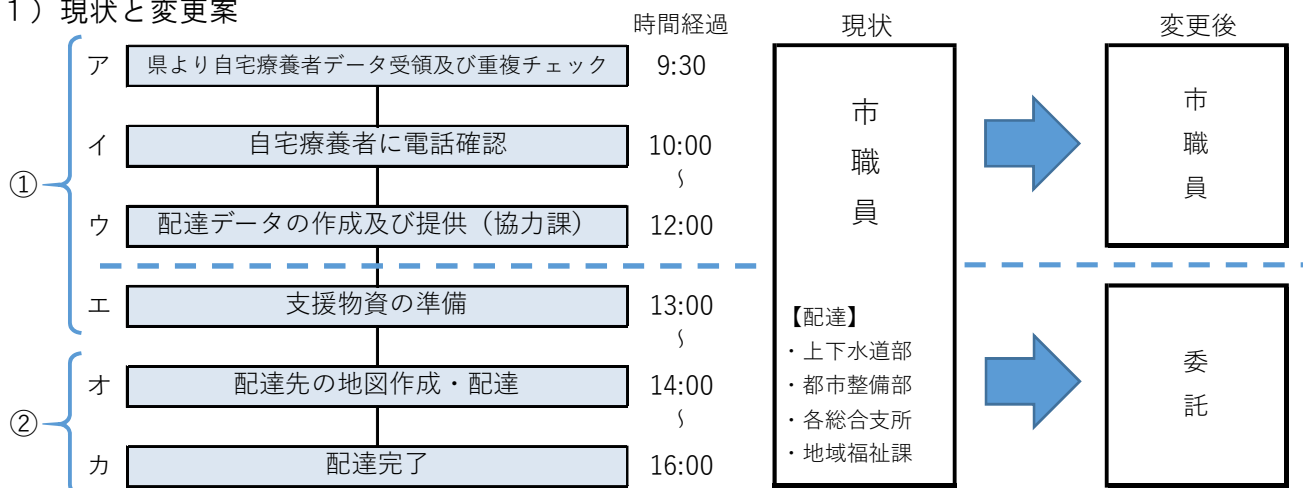 1）現状と変更案
時間経過
現状
変更後
①
ア 県より自宅療養者データ受領及び重複チェック 9:30
イ 自宅療養者に電話確認 10:00
～
ウ 配達データの作成及び提供（協力課） 12:00
エ 支援物資の準備 13:00
～
②
オ 配達先の地図作成・配達 14:00
～
カ 配達完了 16:00
市職員
【配達】
・上下水道部
・都市整備部
・各総合支所
・地域福祉課
市職員
委託